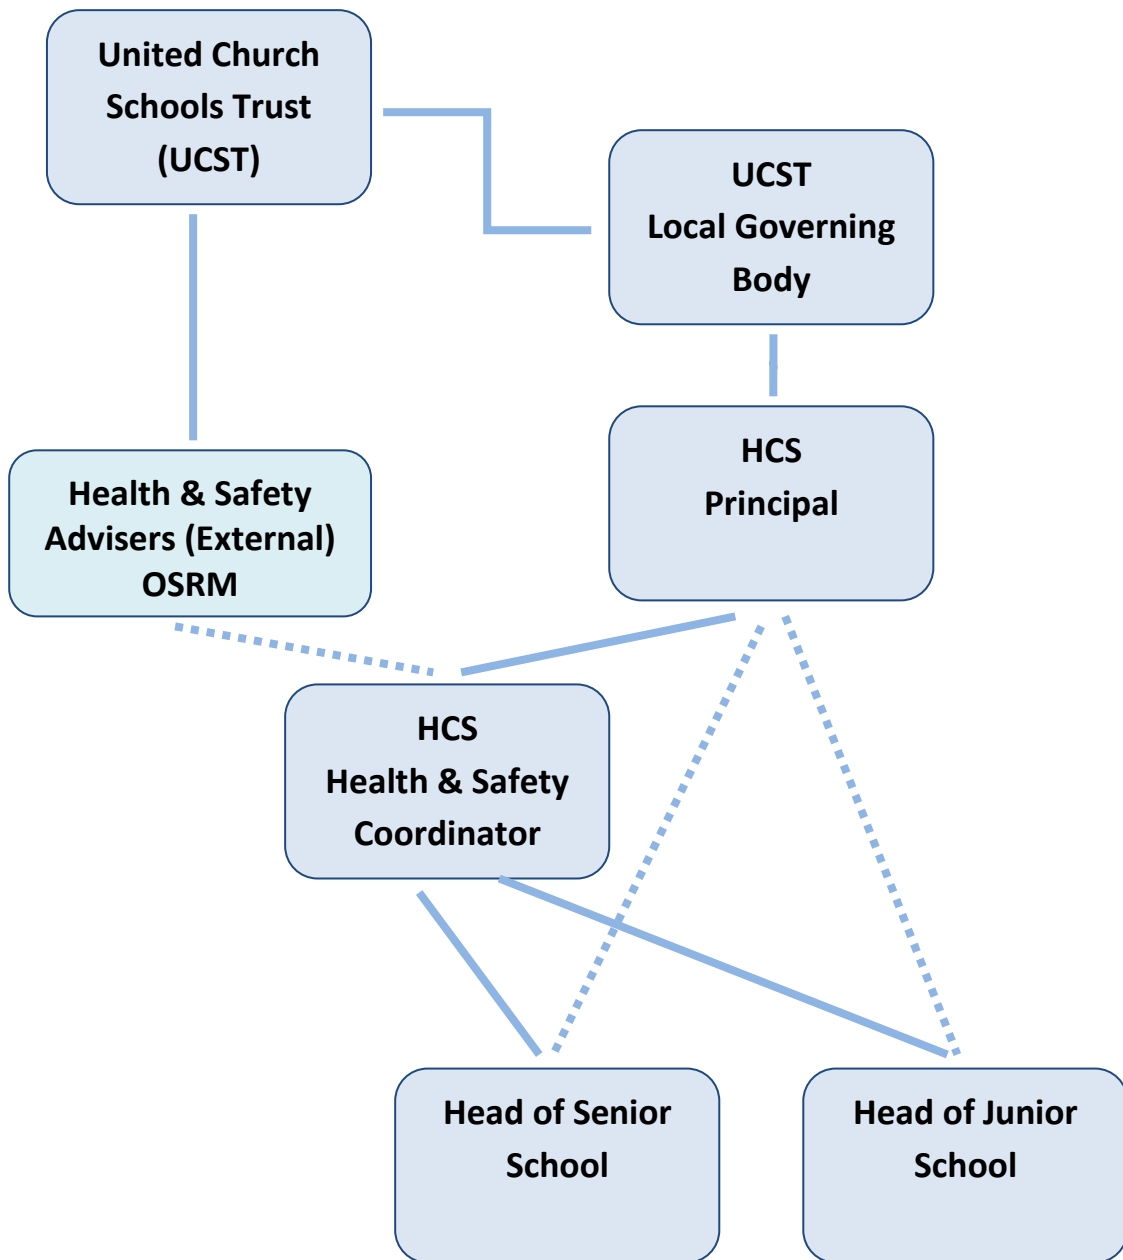 United Church
Schools Trust
(UCST)
UCST
Local Governing
Body
HCS
Principal
Health & Safety
Advisers (External)
OSRM
HCS
Health & Safety
Coordinator
Head of Senior
School
Head of Junior
School